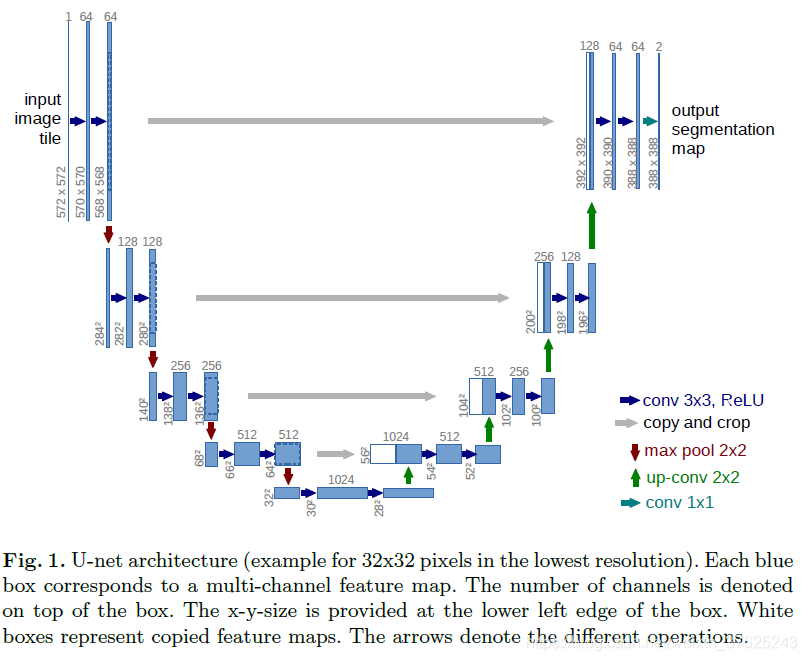 1 64 64
128 64 64 2
input
image
tile
output
segmentation
map
572 x 572
570 x 570
568 x 568
392 x 392
390 x 390
388 x 388
388 x 388
128 128
256 128
284²
282²
280²
200²
198²
196²
256 256
512 256
140²
138²
136²
104²
102²
100²
512 512
1024 512
68²
66²
64²
56²
54²
52²
1024
32²
30²
28²
conv 3x3, ReLU
copy and crop
max pool 2x2
up-conv 2x2
conv 1x1
Fig. 1. U-net architecture (example for 32x32 pixels in the lowest resolution). Each blue
box corresponds to a multi-channel feature map. The number of channels is denoted
on top of the box. The x-y-size is provided at the lower left edge of the box. White
boxes represent copied feature maps. The arrows denote the different operations.